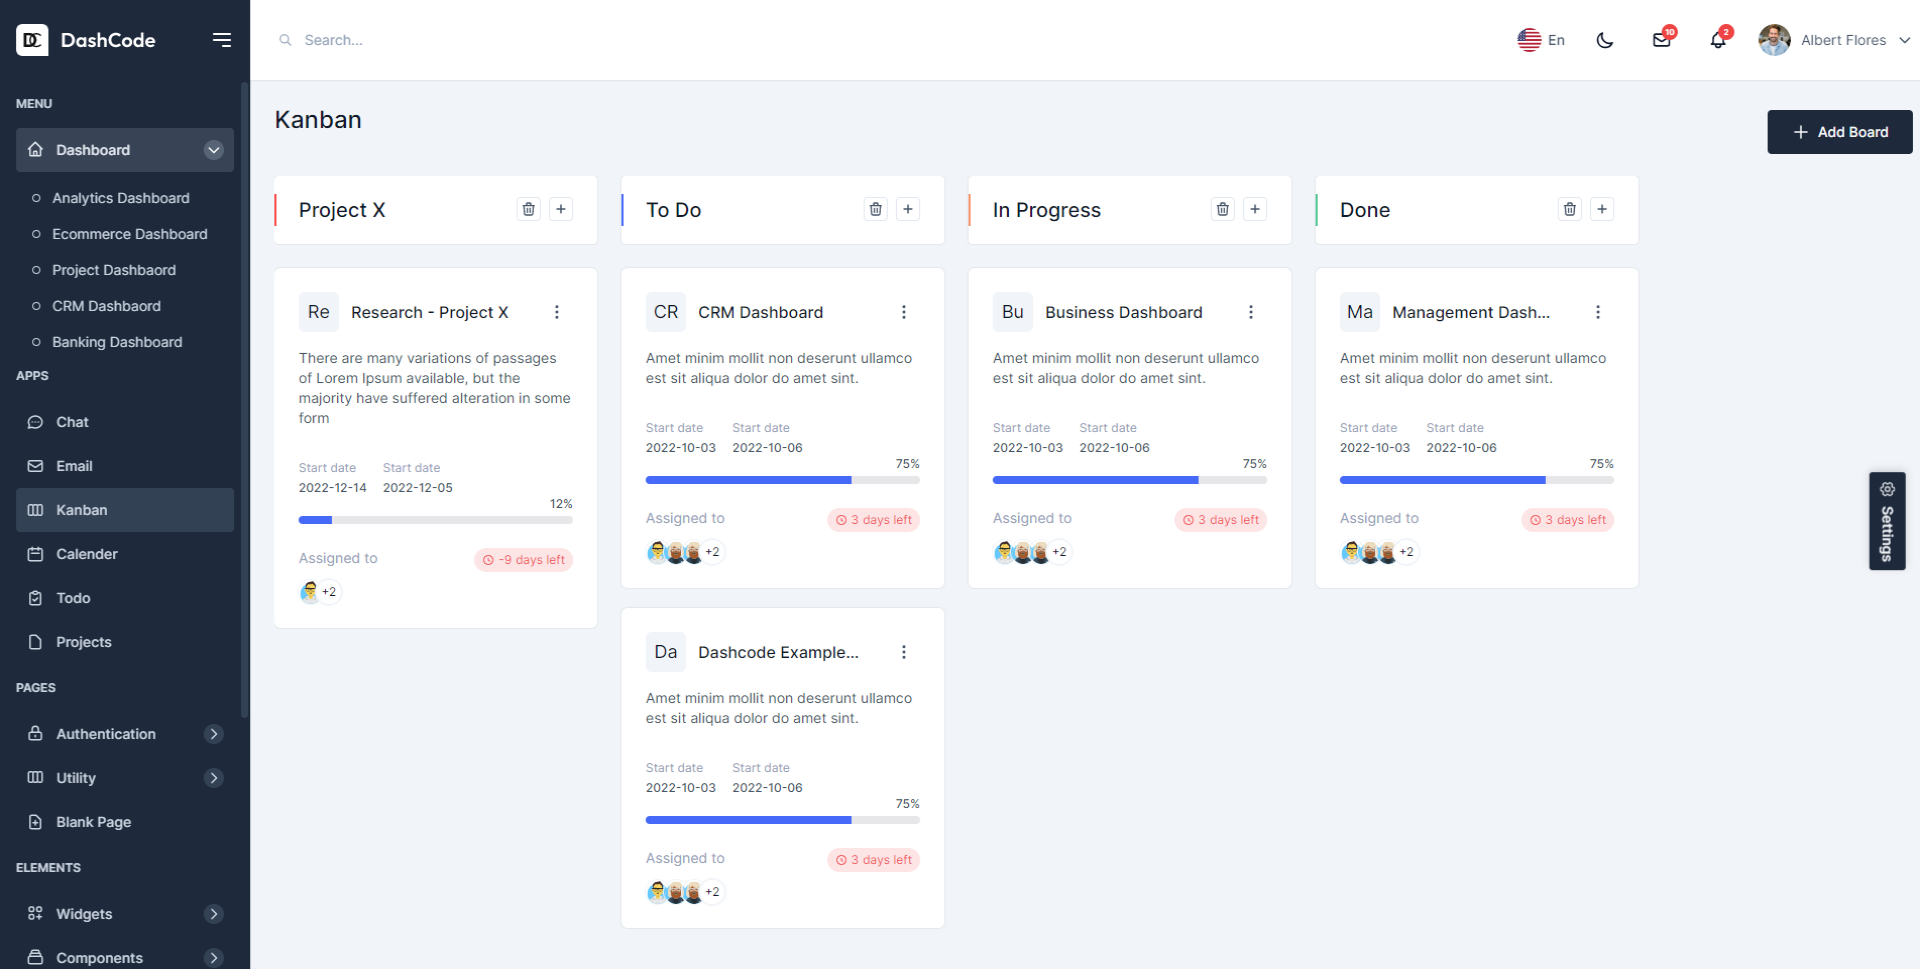 DC DashCode
MENU
Dashboard
Analytics Dashboard
Ecommerce Dashboard
Project Dashbaord
CRM Dashbaord
Banking Dashboard
APPS
Chat
Email
Kanban
Calender
Todo
Projects
PAGES
Authentication
Utility
Blank Page
ELEMENTS
Widgets
Components
Search...
En
10
2
Albert Flores
Kanban
+ Add Board
Project X
Re Research - Project X
There are many variations of passages
of Lorem Ipsum available, but the
majority have suffered alteration in some
form
Start date Start date
2022-12-14 2022-12-05
12%
Assigned to -9 days left
+2
To Do
CR CRM Dashboard
Amet minim mollit non deserunt ullamco
est sit aliqua dolor do amet sint.
Start date Start date
2022-10-03 2022-10-06
75%
Assigned to 3 days left
+2
Da Dashcode Example...
Amet minim mollit non deserunt ullamco
est sit aliqua dolor do amet sint.
Start date Start date
2022-10-03 2022-10-06
75%
Assigned to 3 days left
+2
In Progress
Bu Business Dashboard
Amet minim mollit non deserunt ullamco
est sit aliqua dolor do amet sint.
Start date Start date
2022-10-03 2022-10-06
75%
Assigned to 3 days left
+2
Done
Ma Management Dash...
Amet minim mollit non deserunt ullamco
est sit aliqua dolor do amet sint.
Start date Start date
2022-10-03 2022-10-06
75%
Assigned to 3 days left
+2
Settings